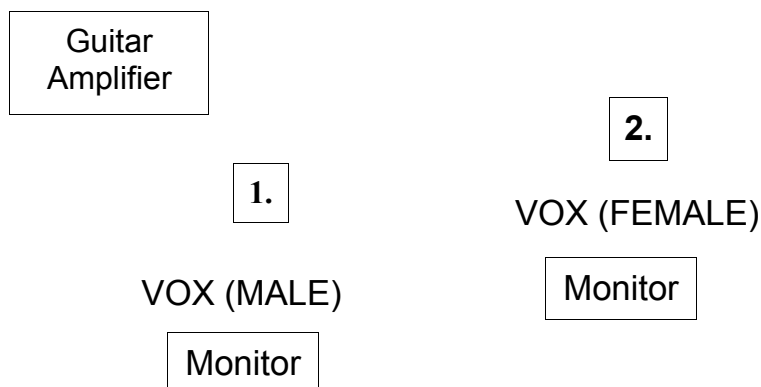 Guitar
Amplifier
2.
1.
VOX (FEMALE)
Monitor
VOX (MALE)
Monitor